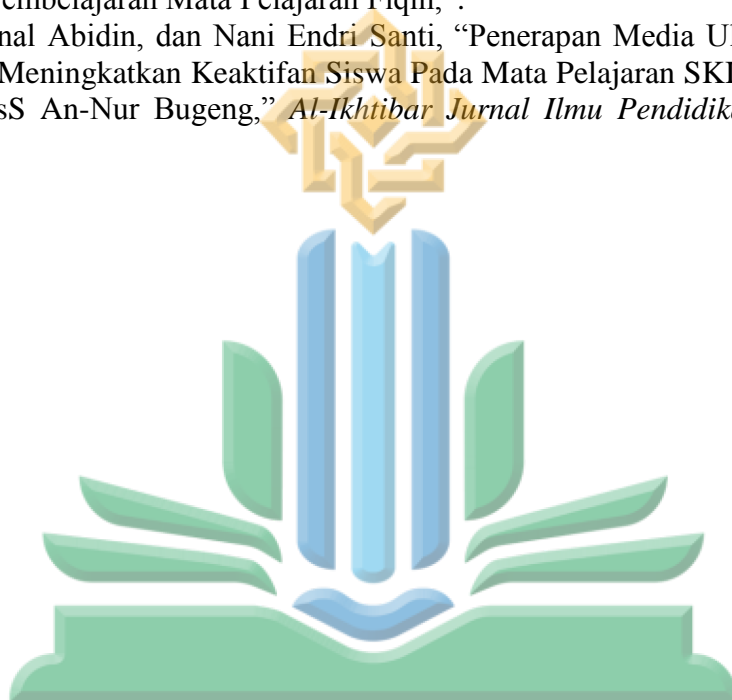 embelajaran Mata Pelajaran Fiqih,”.
nal Abidin, dan Nani Endri Santi, “Penerapan Media U
Meningkatkan Keaktifan Siswa Pada Mata Pelajaran SK
sS An-Nur Bugeng,” Al-Ikhtibar Jurnal Ilmu Pendidik